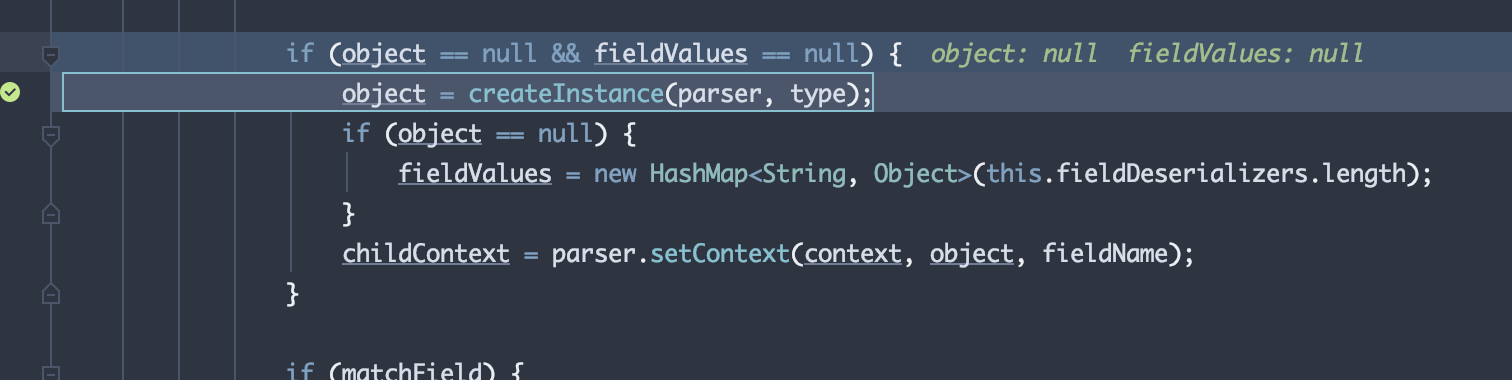 if (object == null && fieldValues == null) {  object: null  fieldValues: null
object = createInstance(parser, type);
if (object == null) {
fieldValues = new HashMap<String, Object>(this.fieldDeserializers.length);
}
childContext = parser.setContext(context, object, fieldName);
}
if (matchField) {